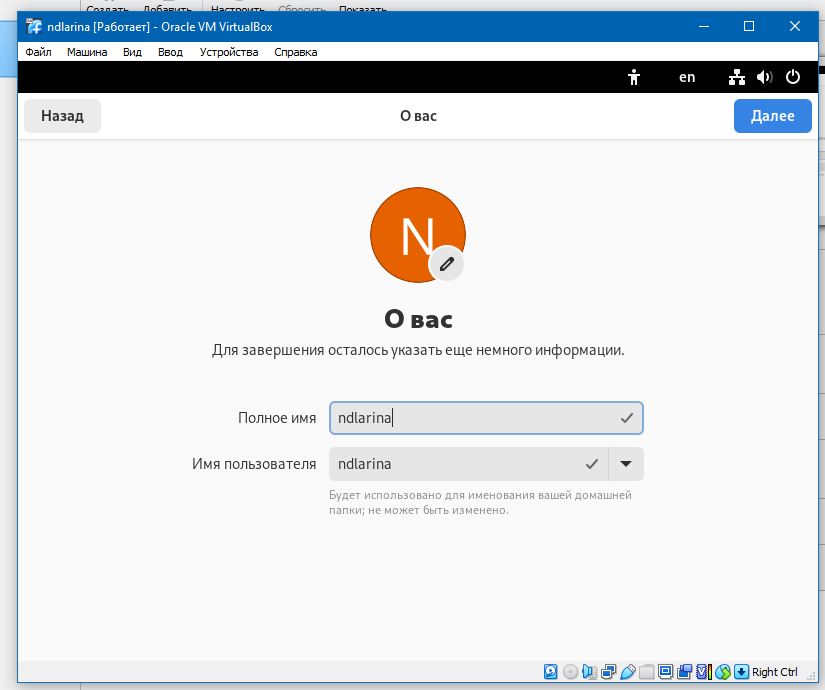 Создать Добавить Настроить Сбросить Показать
ndlarina [Работает] - Oracle VM VirtualBox
Файл Машина Вид Ввод Устройства Справка
en
Назад О вас Далее
N
О вас
Для завершения осталось указать еще немного информации.
Полное имя ndlarina
Имя пользователя ndlarina
Будет использовано для именования вашей домашней
папки; не может быть изменено.
Right Ctrl